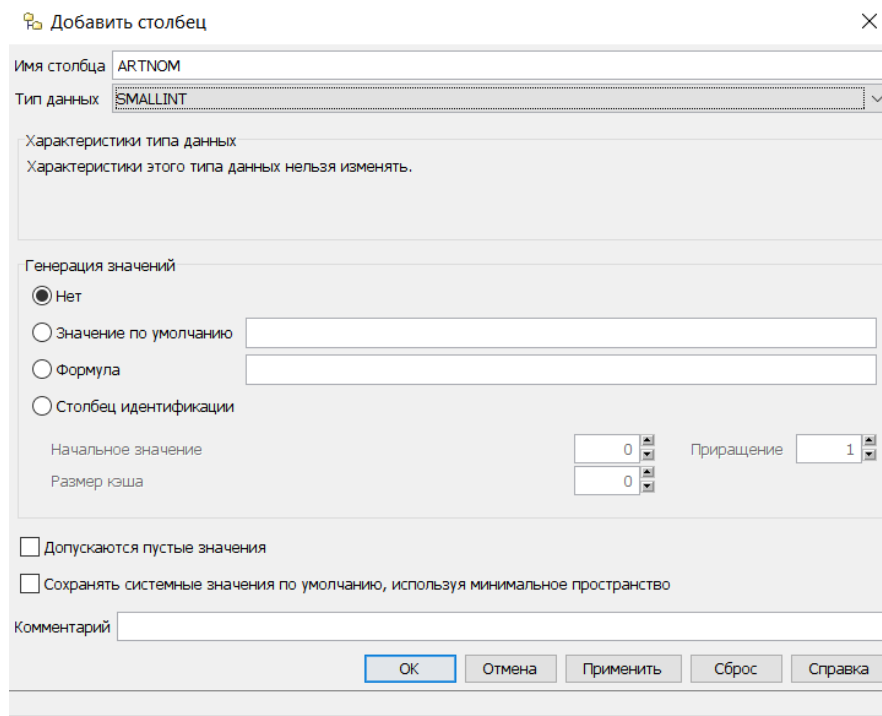 Добавить столбец
Имя столбца ARTNOM
Тип данных SMALLINT
Характеристики типа данных
Характеристики этого типа данных нельзя изменять.
Генерация значений
Нет
Значение по умолчанию
Формула
Столбец идентификации
Начальное значение 0 Приращение 1
Размер кэша 0
Допускаются пустые значения
Сохранять системные значения по умолчанию, используя минимальное пространство
Комментарий
OK Отмена Применить Сброс Справка